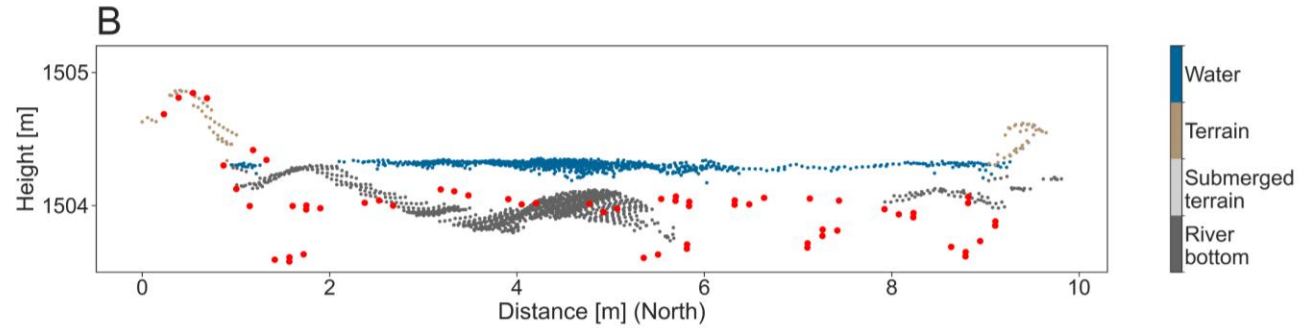 B
1505
1504
Height [m]
0
2
4
6
8
10
Distance [m] (North)
Water
Terrain
Submerged
terrain
River
bottom